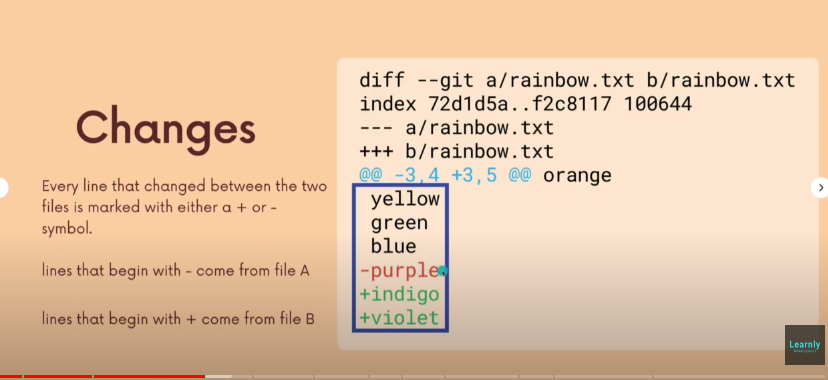 Changes
Every line that changed between the two
files is marked with either a + or -
symbol.
lines that begin with - come from file A
lines that begin with + come from file B
diff --git a/rainbow.txt b/rainbow.txt
index 72d1d5a..f2c8117 100644
--- a/rainbow.txt
+++ b/rainbow.txt
@@ -3,4 +3,5 @@ orange
 yellow
 green
 blue
-purple
+indigo
+violet
Learnly